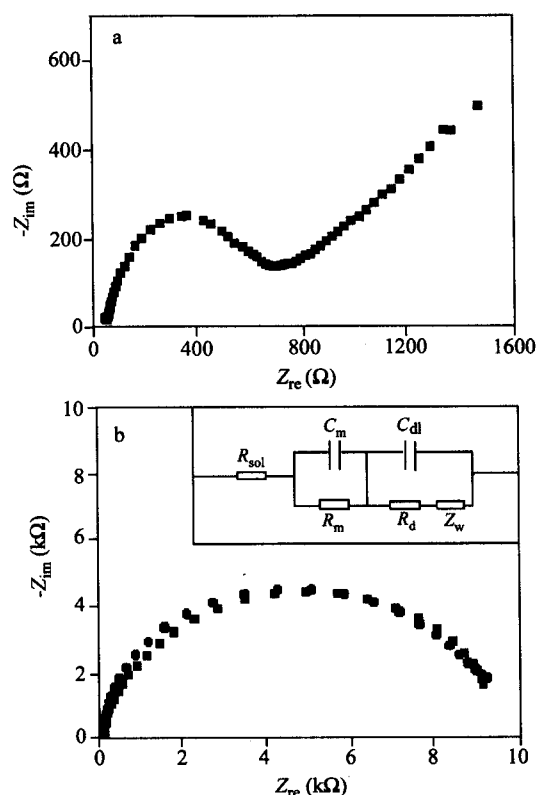 a
600
400
200
0
-Zim (Ω)
0 400 800 1200 1600
Zre (Ω)
b
10
8
6
4
2
0
-Zim (kΩ)
Cm Cdl
Rsol
Rm Rd Zw
0 2 4 6 8 10
Zre (kΩ)